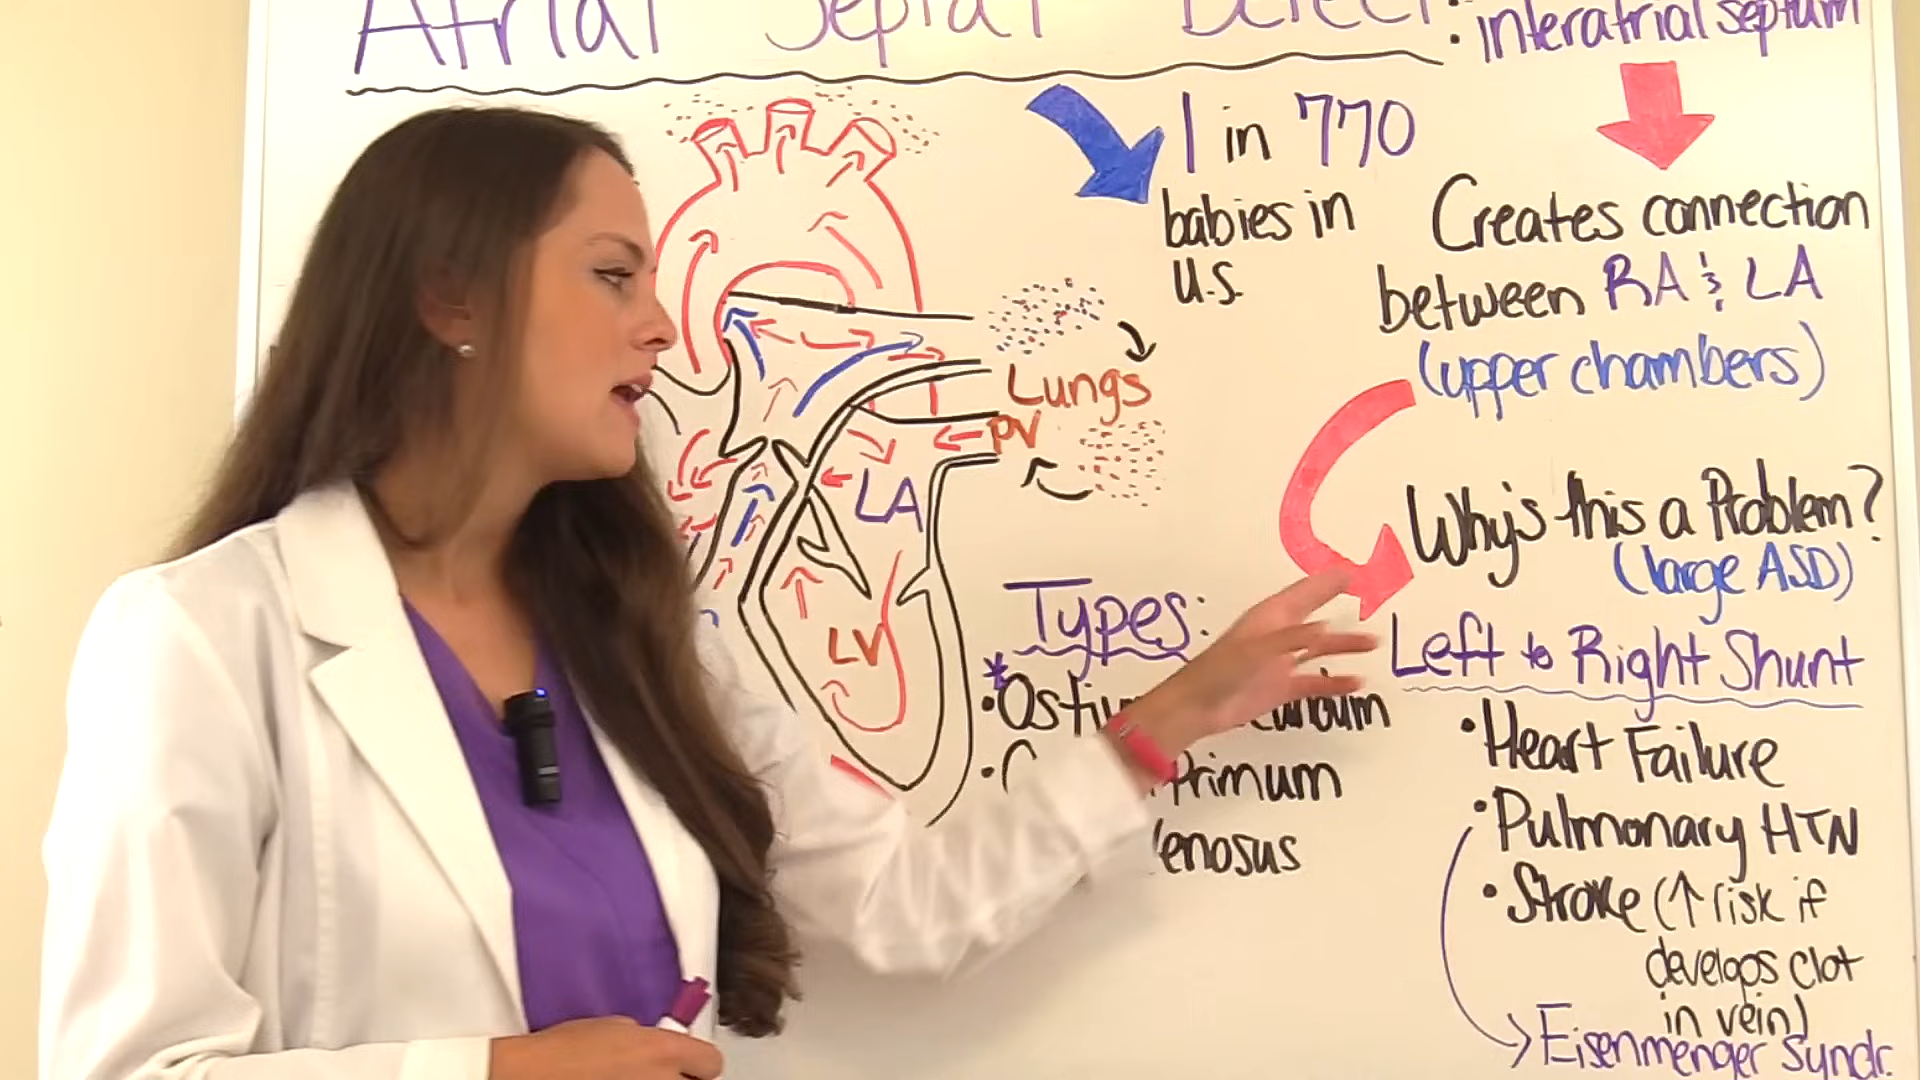 Atrial Septal Defect:
: interatrial septum
1 in 770
babies in
U.S.
Creates connection
between RA & LA
(upper chambers)
Lungs
PV
LA
LV
Why's this a Problem?
(large ASD)
Left to Right Shunt
• Heart Failure
• Pulmonary HTN
• Stroke (↑ risk if
develops clot
in vein)
Eisenmenger Syndr.
Types:
*
• Primum